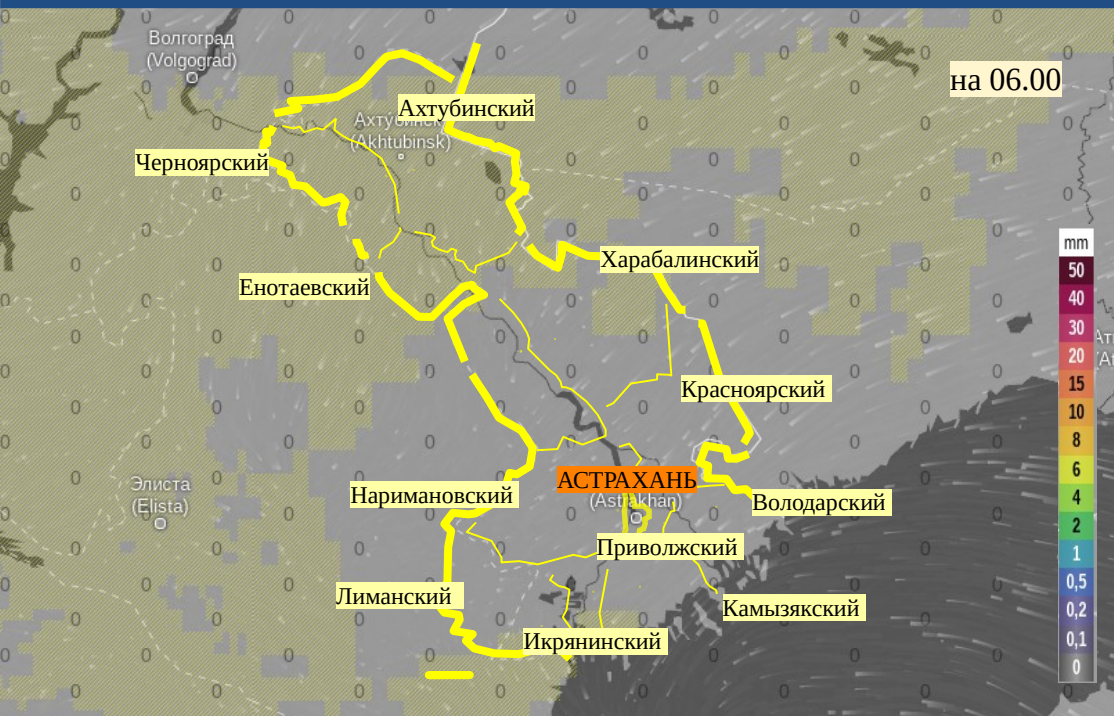 Волгоград
(Volgograd)
на 06.00
Ахтубинский
(Akhtubinsk)
Черноярский
Харабалинский
Енотаевский
mm
50
40
30
20
15
10
8
6
4
2
1
0,5
0,2
0,1
0
Красноярский
АСТРАХАНЬ
(Astrakhan)
Элиста
(Elista)
Наримановский
Володарский
Приволжский
Лиманский
Камызякский
Икрянинский